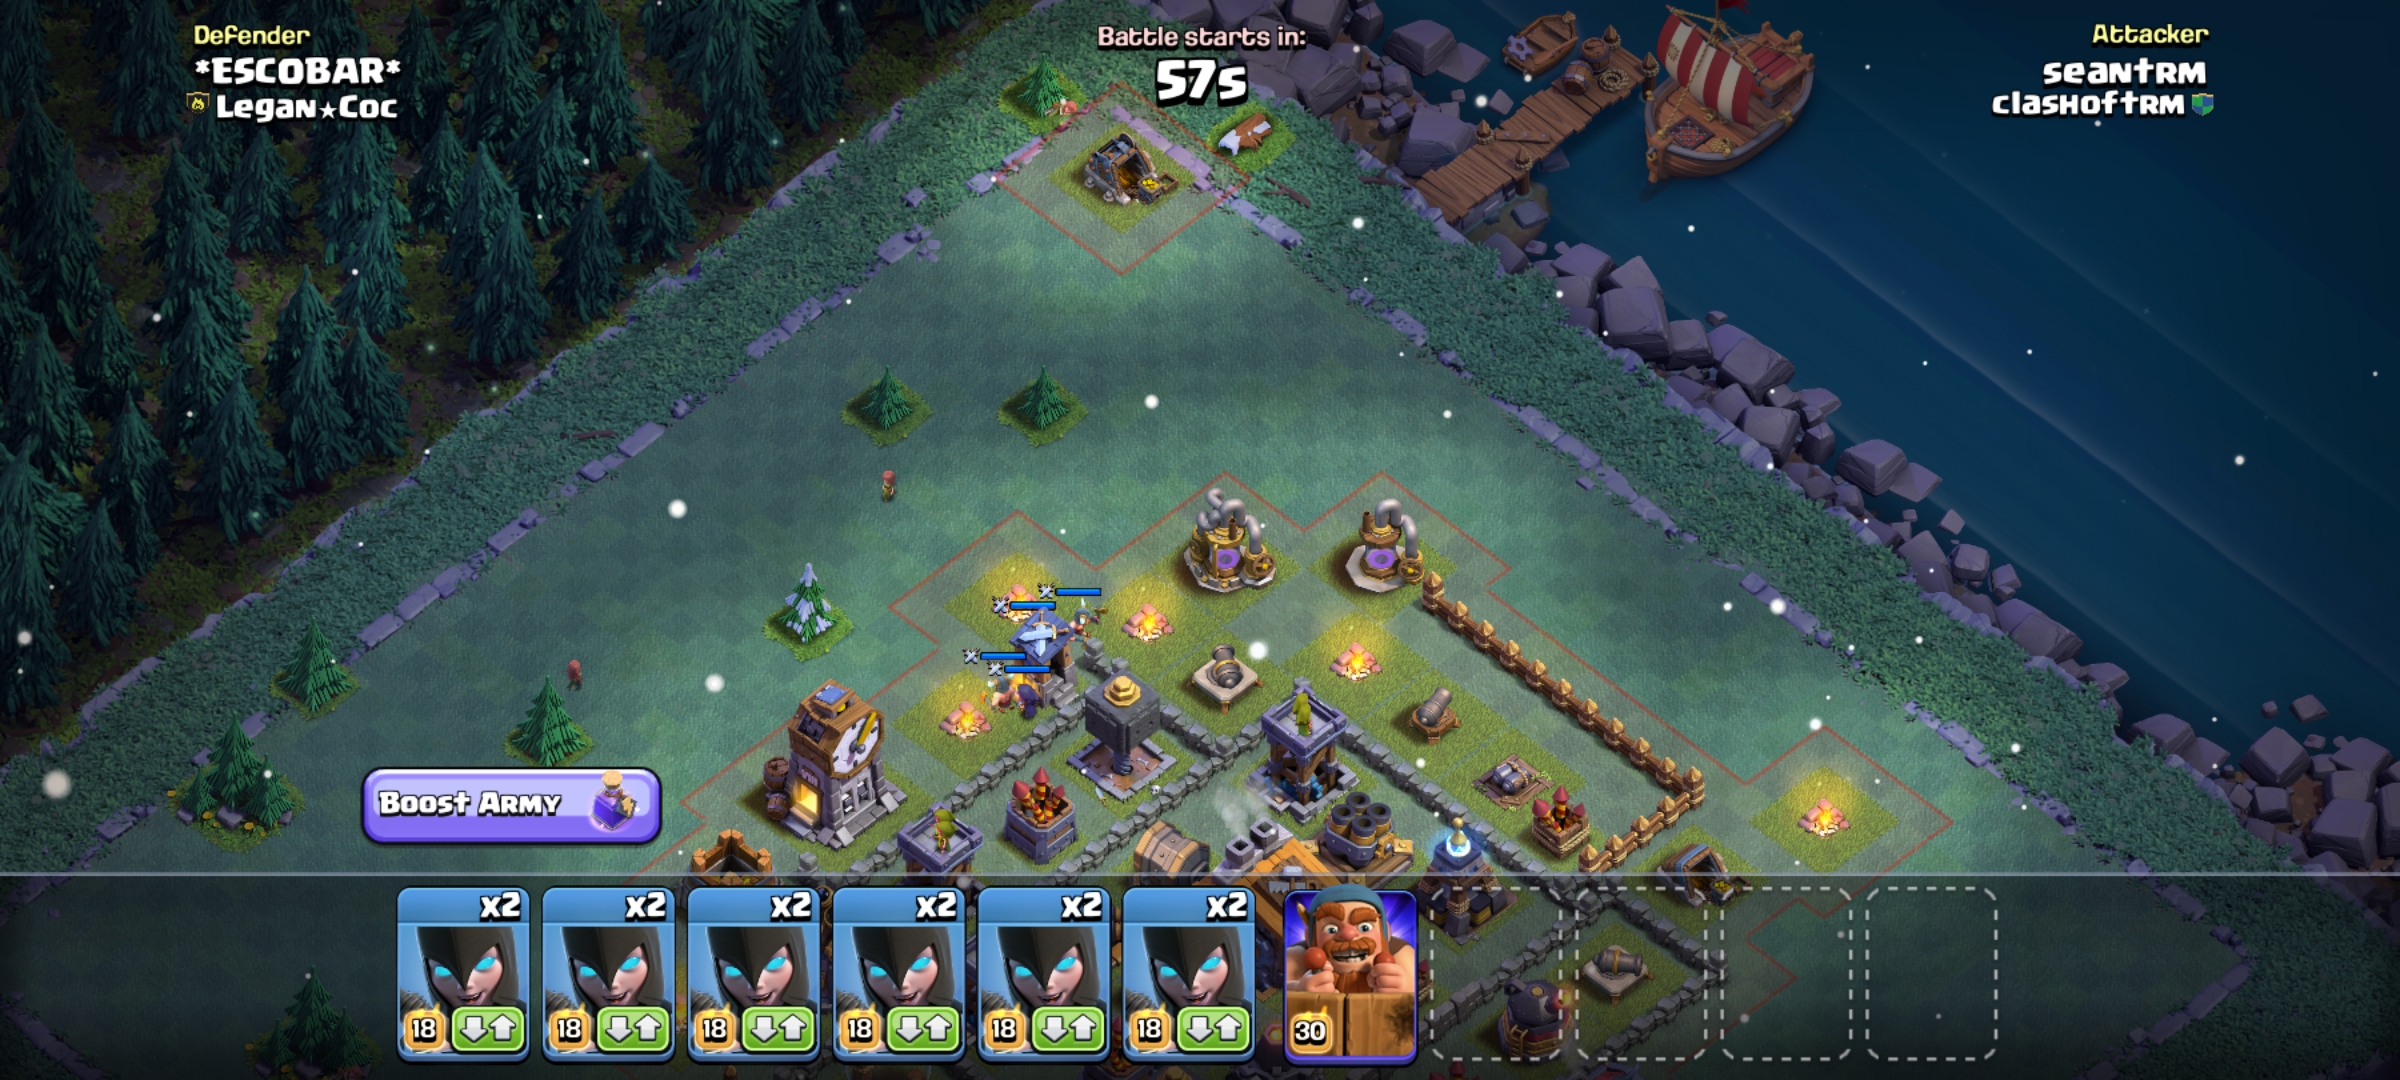 Defender
*ESCOBAR*
Legan★Coc
Battle starts in:
57s
Attacker
seantrm
clashoftrm
Boost Army
x2
x2
x2
x2
x2
x2
18
18
18
18
18
18
30